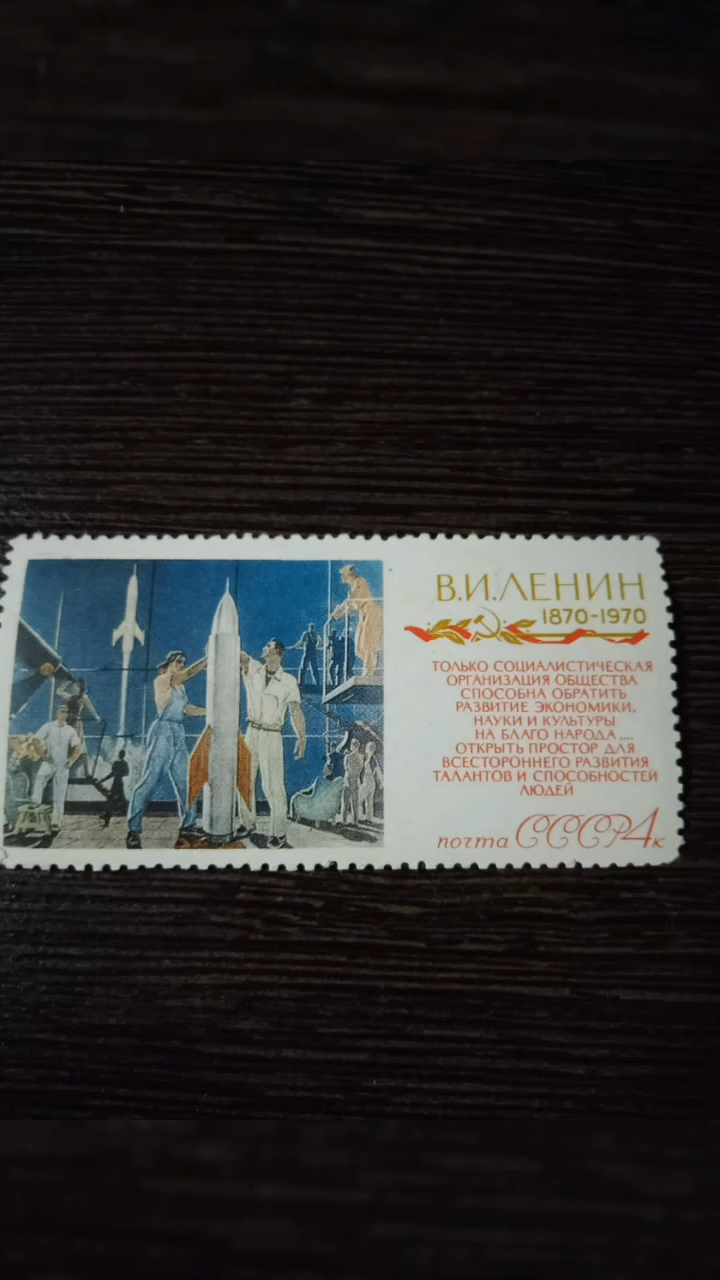 В.И.ЛЕНИН
1870-1970
ТОЛЬКО СОЦИАЛИСТИЧЕСКАЯ
ОРГАНИЗАЦИЯ ОБЩЕСТВА
СПОСОБНА ОБРАТИТЬ
РАЗВИТИЕ ЭКОНОМИКИ,
НАУКИ И КУЛЬТУРЫ
НА БЛАГО НАРОДА....
ОТКРЫТЬ ПРОСТОР ДЛЯ
ВСЕСТОРОННЕГО РАЗВИТИЯ
ТАЛАНТОВ И СПОСОБНОСТЕЙ
ЛЮДЕЙ
почта СССР 4к